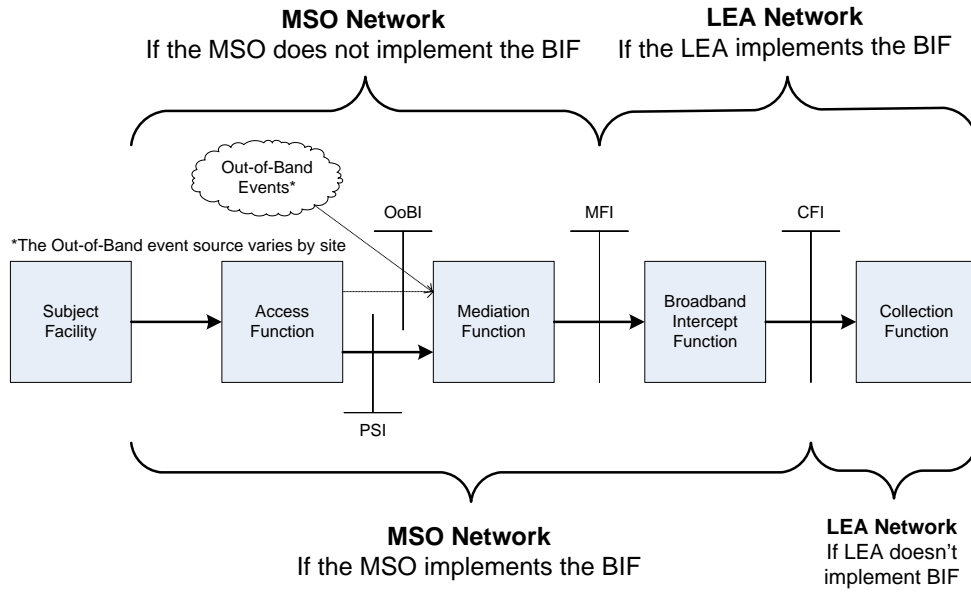 MSO Network
If the MSO does not implement the BIF
LEA Network
If the LEA implements the BIF
Out-of-Band
Events*
OoBI
MFI
CFI
*The Out-of-Band event source varies by site
Subject
Facility
Access
Function
Mediation
Function
Broadband
Intercept
Function
Collection
Function
PSI
MSO Network
If the MSO implements the BIF
LEA Network
If LEA doesn't
implement BIF